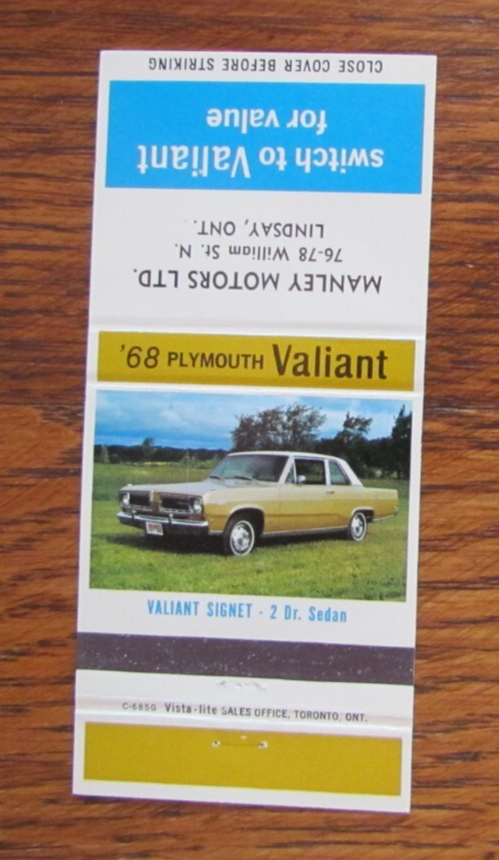 CLOSE COVER BEFORE STRIKING
switch to Valiant
for value
MANLEY MOTORS LTD.
76-78 William St. N.
LINDSAY, ONT.
'68 PLYMOUTH Valiant
VALIANT SIGNET - 2 Dr. Sedan
C-685G Vista-lite SALES OFFICE, TORONTO, ONT.